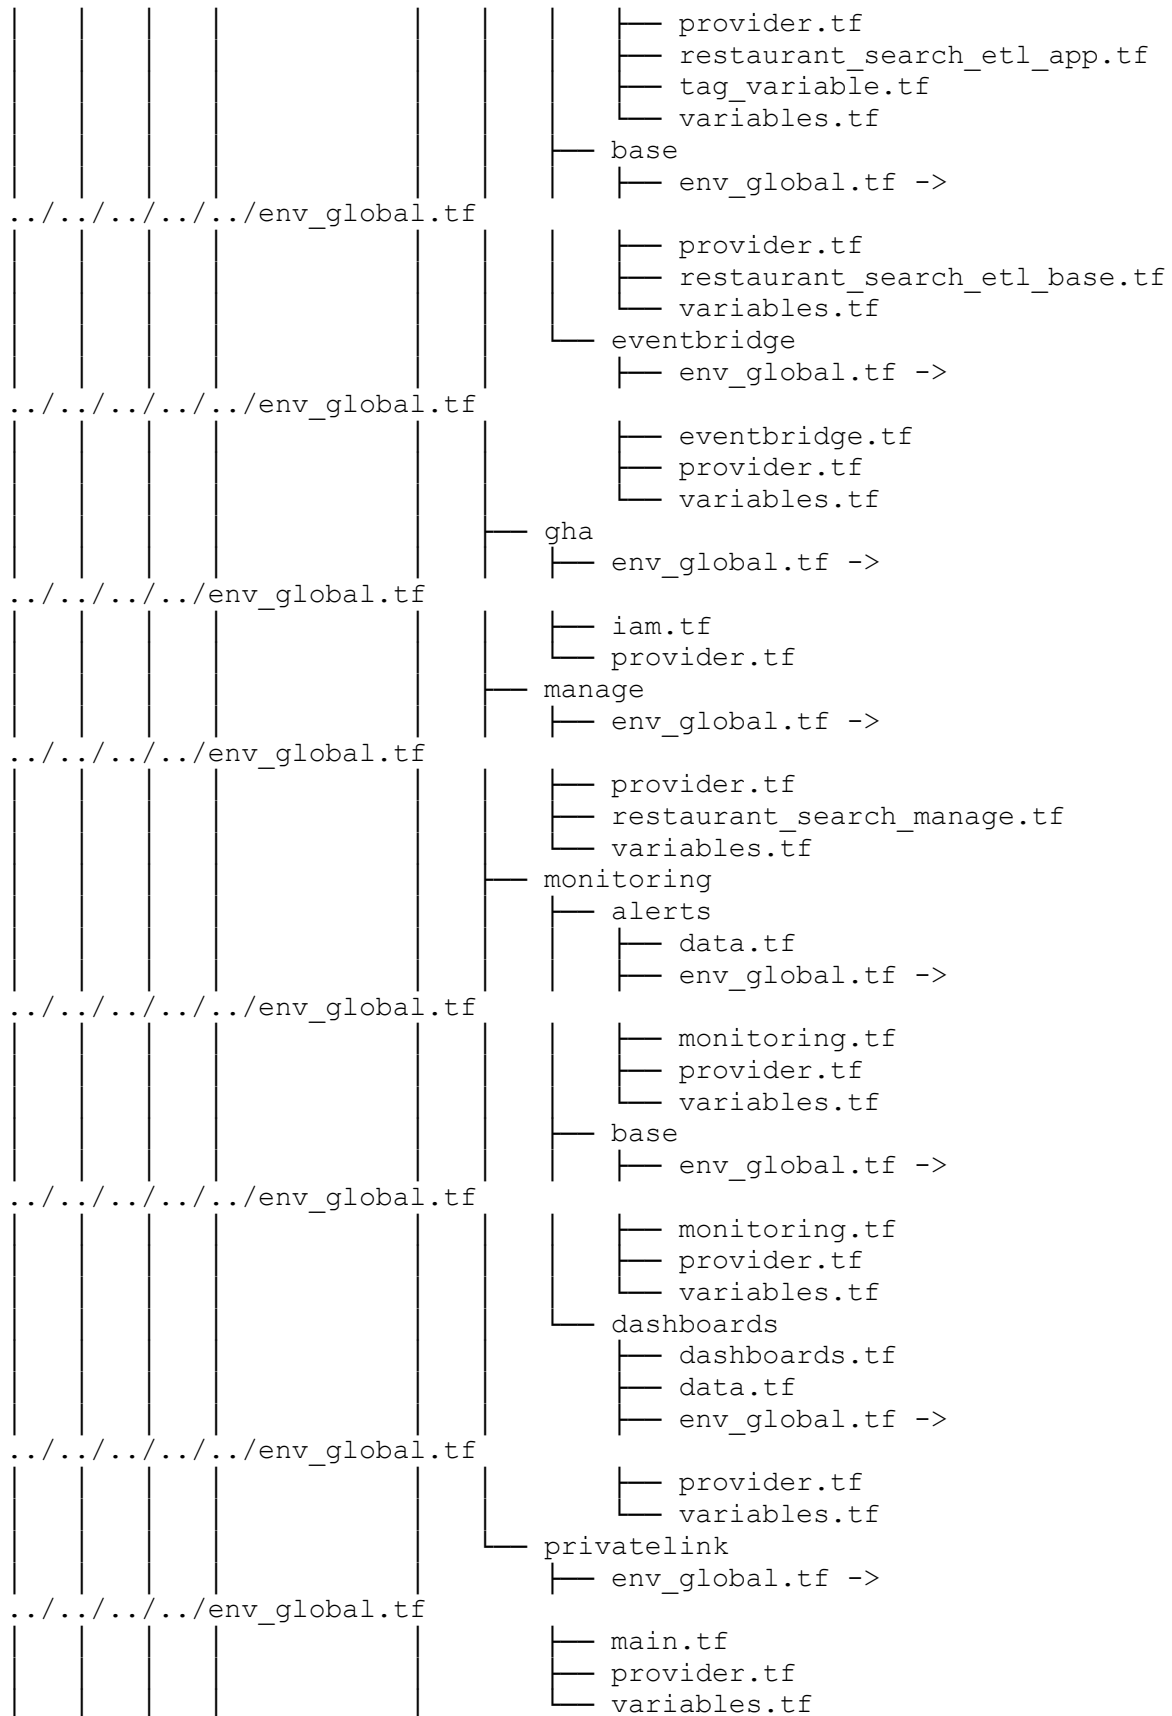 │   │   │   │           │   │   │   ├── provider.tf
│   │   │   │           │   │   │   ├── restaurant_search_etl_app.tf
│   │   │   │           │   │   │   ├── tag_variable.tf
│   │   │   │           │   │   │   └── variables.tf
│   │   │   │           │   │   ├── base
│   │   │   │           │   │   │   ├── env_global.tf ->
../../../../../env_global.tf
│   │   │   │           │   │   │   ├── provider.tf
│   │   │   │           │   │   │   ├── restaurant_search_etl_base.tf
│   │   │   │           │   │   │   └── variables.tf
│   │   │   │           │   │   └── eventbridge
│   │   │   │           │   │       ├── env_global.tf ->
../../../../../env_global.tf
│   │   │   │           │   │       ├── eventbridge.tf
│   │   │   │           │   │       ├── provider.tf
│   │   │   │           │   │       └── variables.tf
│   │   │   │           │   ├── gha
│   │   │   │           │   │   ├── env_global.tf ->
../../../../env_global.tf
│   │   │   │           │   │   ├── iam.tf
│   │   │   │           │   │   └── provider.tf
│   │   │   │           │   ├── manage
│   │   │   │           │   │   ├── env_global.tf ->
../../../../env_global.tf
│   │   │   │           │   │   ├── provider.tf
│   │   │   │           │   │   ├── restaurant_search_manage.tf
│   │   │   │           │   │   └── variables.tf
│   │   │   │           │   ├── monitoring
│   │   │   │           │   │   ├── alerts
│   │   │   │           │   │   │   ├── data.tf
│   │   │   │           │   │   │   ├── env_global.tf ->
../../../../../env_global.tf
│   │   │   │           │   │   │   ├── monitoring.tf
│   │   │   │           │   │   │   ├── provider.tf
│   │   │   │           │   │   │   └── variables.tf
│   │   │   │           │   │   ├── base
│   │   │   │           │   │   │   ├── env_global.tf ->
../../../../../env_global.tf
│   │   │   │           │   │   │   ├── monitoring.tf
│   │   │   │           │   │   │   ├── provider.tf
│   │   │   │           │   │   │   └── variables.tf
│   │   │   │           │   │   └── dashboards
│   │   │   │           │   │       ├── dashboards.tf
│   │   │   │           │   │       ├── data.tf
│   │   │   │           │   │       ├── env_global.tf ->
../../../../../env_global.tf
│   │   │   │           │   │       ├── provider.tf
│   │   │   │           │   │       └── variables.tf
│   │   │   │           │   └── privatelink
│   │   │   │           │       ├── env_global.tf ->
../../../../env_global.tf
│   │   │   │           │       ├── main.tf
│   │   │   │           │       ├── provider.tf
│   │   │   │           │       └── variables.tf